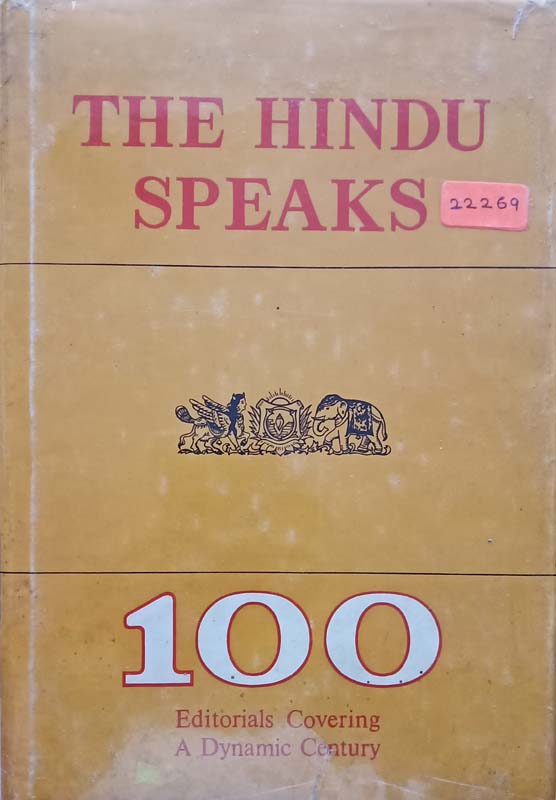 THE HINDU
SPEAKS
22269
100
Editorials Covering
A Dynamic Century